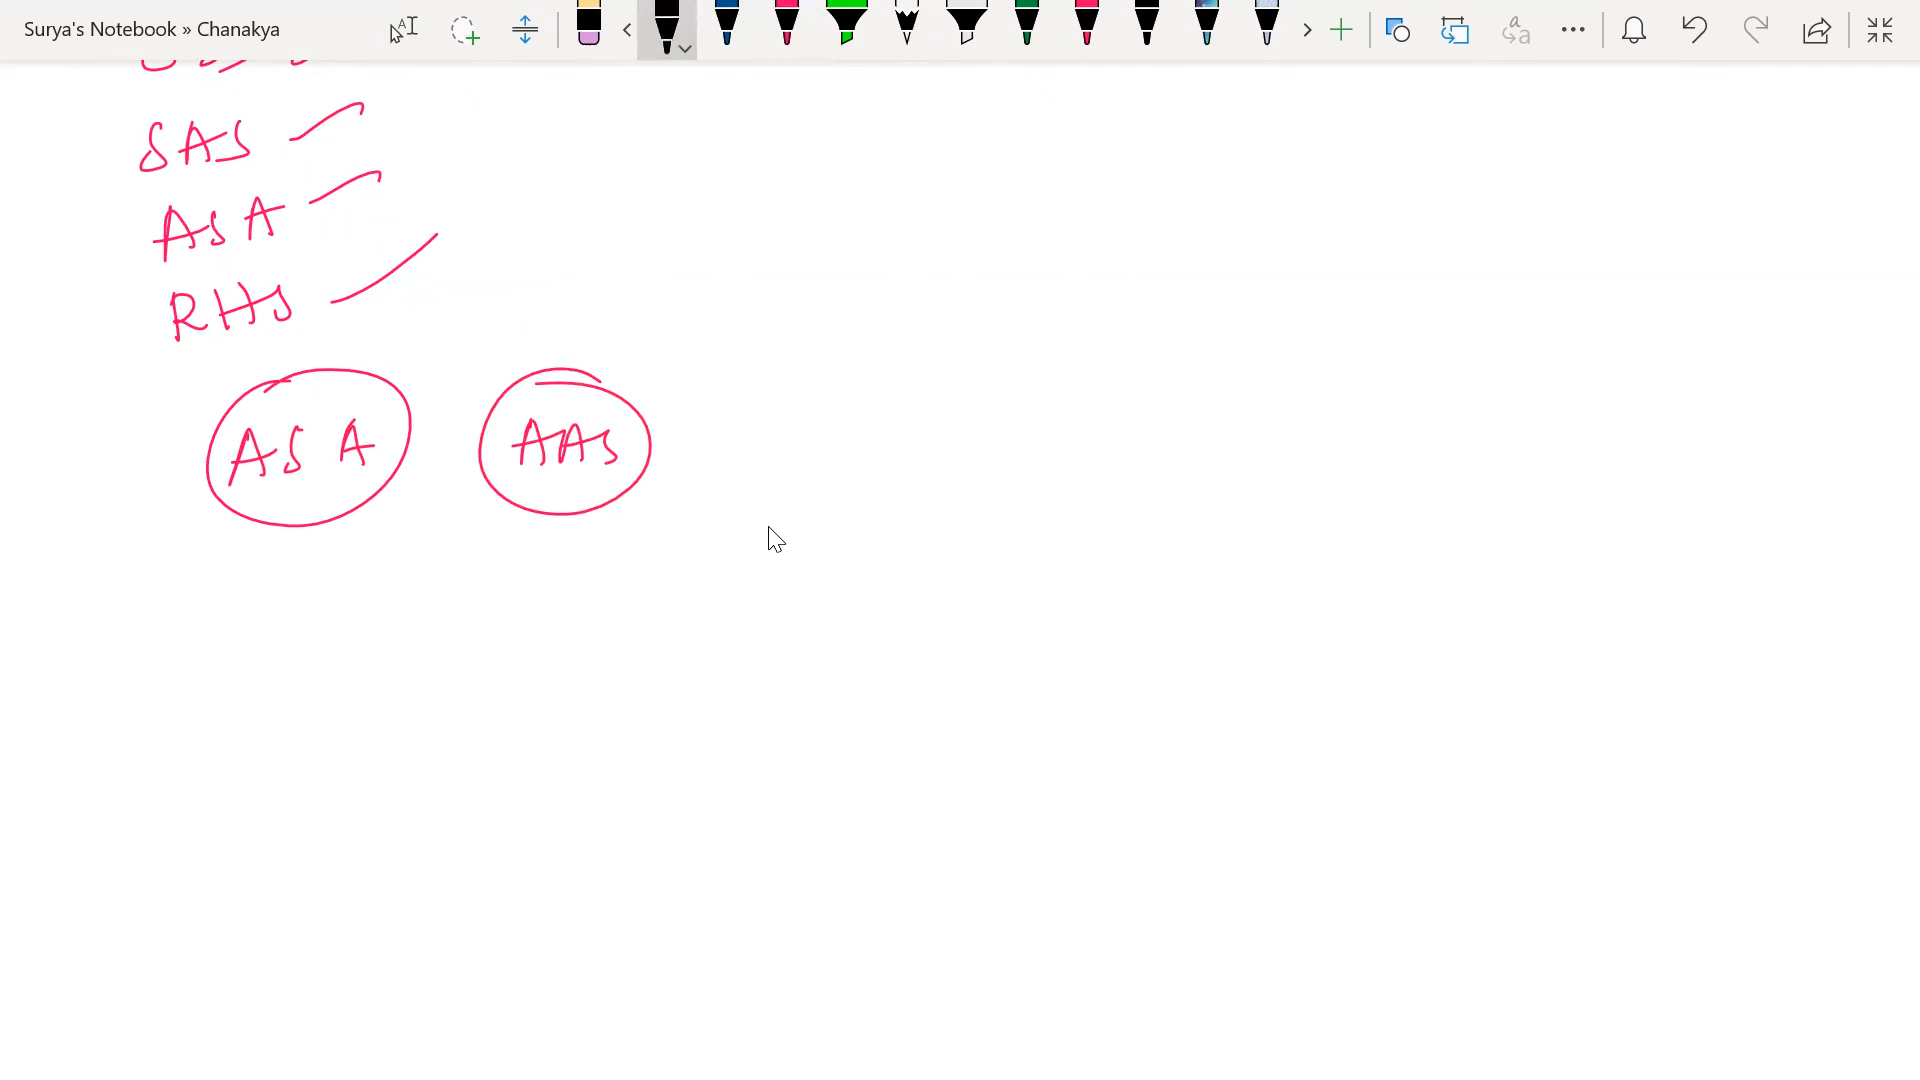 Surya's Notebook » Chanakya
SAS
ASA
RHS
ASA AAS